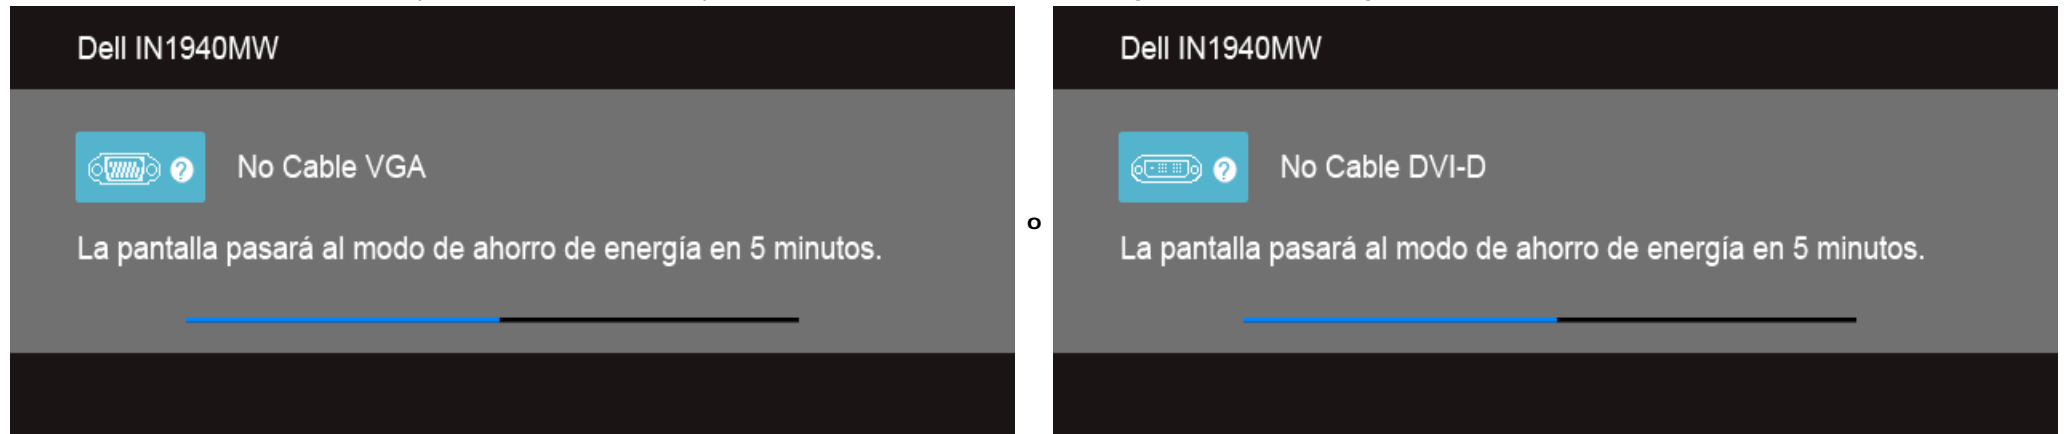 Dell IN1940MW
No Cable VGA
La pantalla pasará al modo de ahorro de energía en 5 minutos.
o
Dell IN1940MW
No Cable DVI-D
La pantalla pasará al modo de ahorro de energía en 5 minutos.